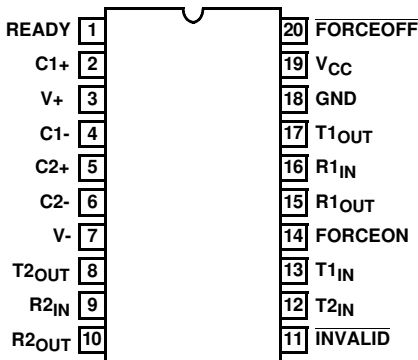 READY 1 20 FORCEOFF
C1+ 2 19 VCC
V+ 3 18 GND
C1- 4 17 T1OUT
C2+ 5 16 R1IN
C2- 6 15 R1OUT
V- 7 14 FORCEON
T2OUT 8 13 T1IN
R2IN 9 12 T2IN
R2OUT 10 11 INVALID